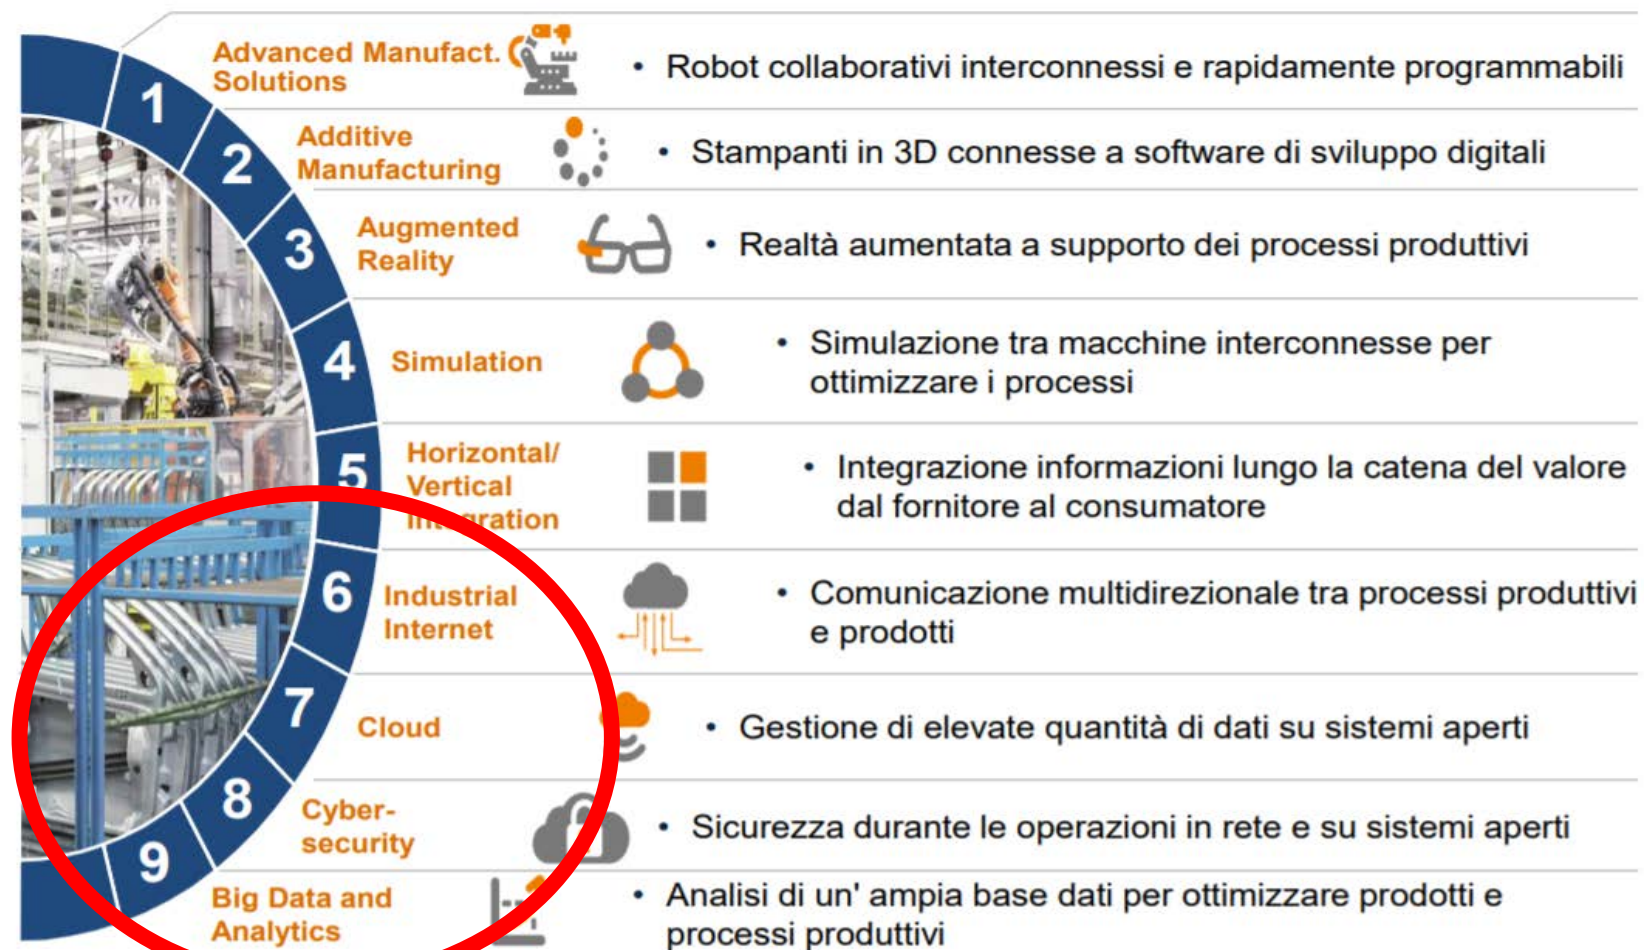 1
Advanced Manufact.
Solutions
• Robot collaborativi interconnessi e rapidamente programmabili
2
Additive
Manufacturing
• Stampanti in 3D connesse a software di sviluppo digitali
3
Augmented
Reality
• Realtà aumentata a supporto dei processi produttivi
4
Simulation
• Simulazione tra macchine interconnesse per
ottimizzare i processi
5
Horizontal/
Vertical
Integration
• Integrazione informazioni lungo la catena del valore
dal fornitore al consumatore
6
Industrial
Internet
• Comunicazione multidirezionale tra processi produttivi
e prodotti
7
Cloud
• Gestione di elevate quantità di dati su sistemi aperti
8
Cyber-
security
• Sicurezza durante le operazioni in rete e su sistemi aperti
9
Big Data and
Analytics
• Analisi di un' ampia base dati per ottimizzare prodotti e
processi produttivi